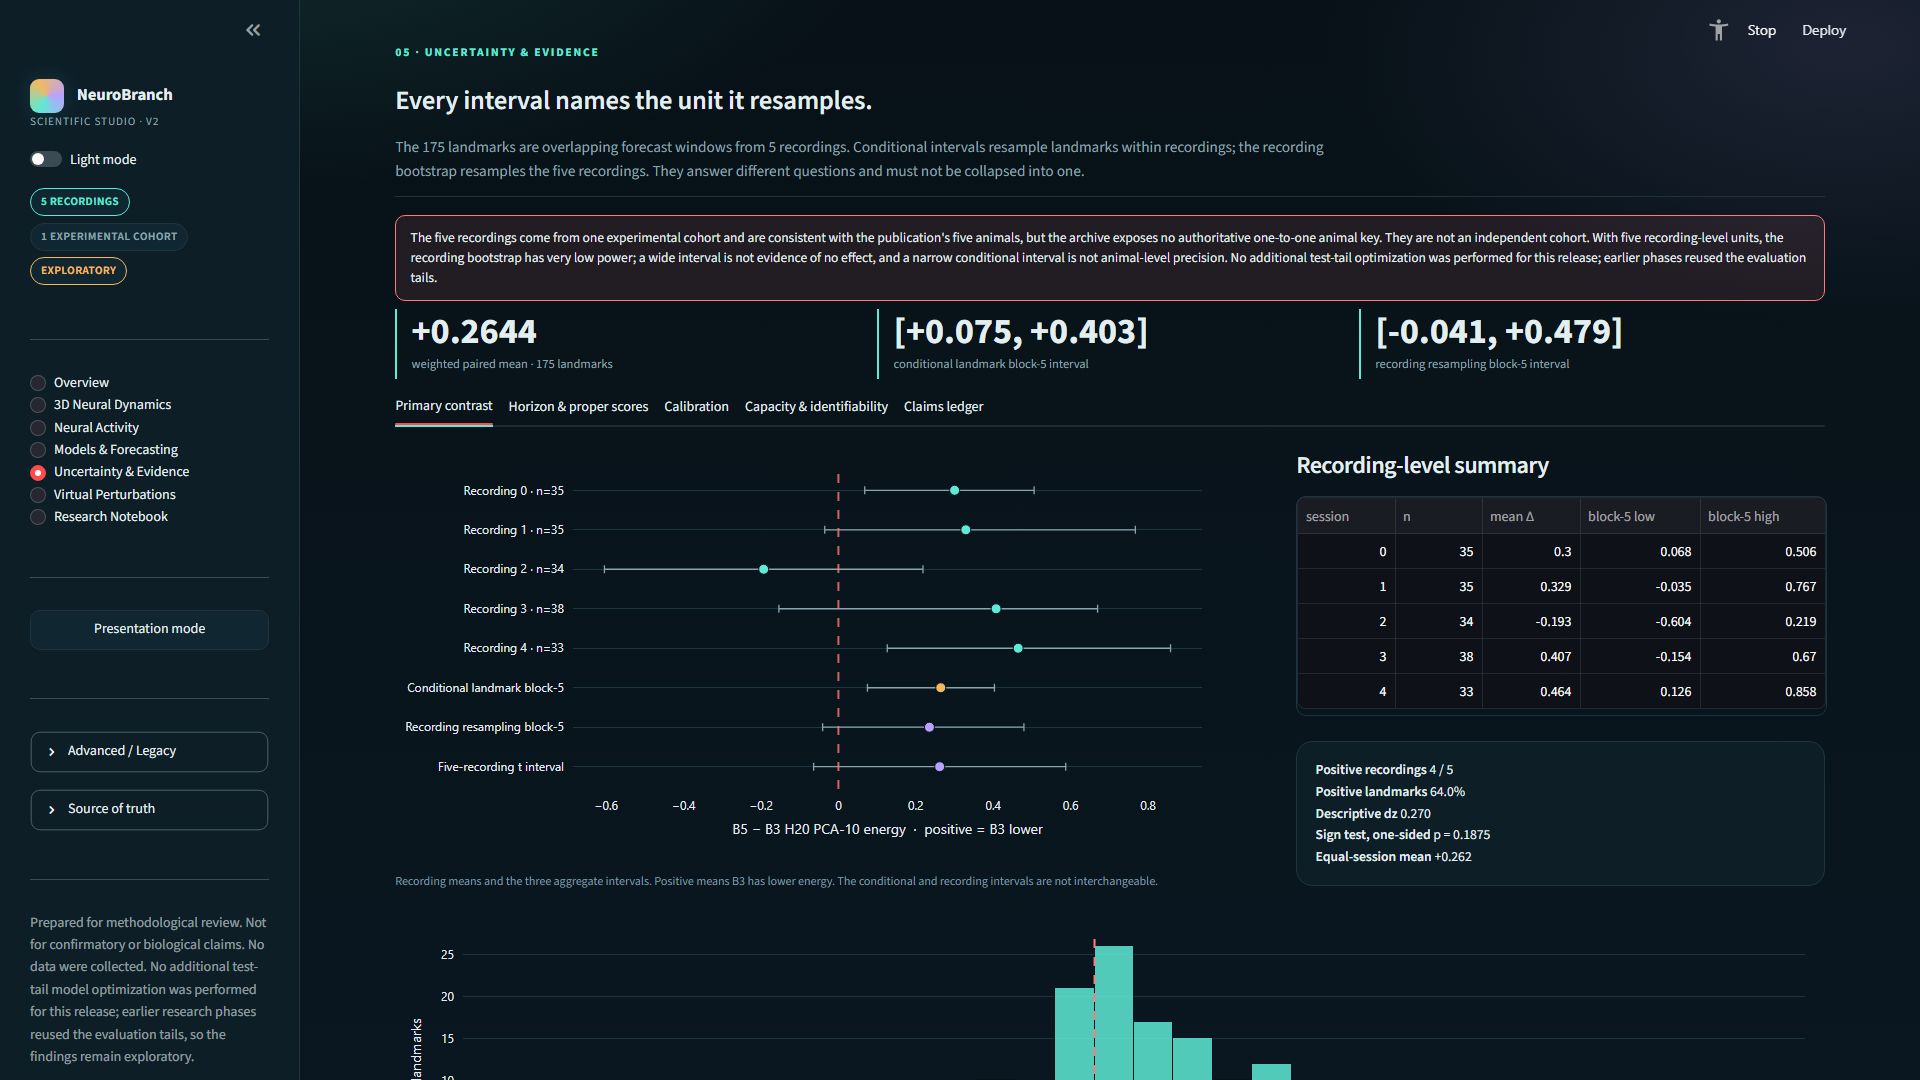 Stop
Deploy
NeuroBranch
SCIENTIFIC STUDIO · V2
Light mode
5 RECORDINGS
1 EXPERIMENTAL COHORT
EXPLORATORY
Overview
3D Neural Dynamics
Neural Activity
Models & Forecasting
Uncertainty & Evidence
Virtual Perturbations
Research Notebook
Presentation mode
Advanced / Legacy
Source of truth
Prepared for methodological review. Not
for confirmatory or biological claims. No
data were collected. No additional test-
tail model optimization was performed
for this release; earlier research phases
reused the evaluation tails, so the
findings remain exploratory.
05 · UNCERTAINTY & EVIDENCE
Every interval names the unit it resamples.
The 175 landmarks are overlapping forecast windows from 5 recordings. Conditional intervals resample landmarks within recordings; the recording
bootstrap resamples the five recordings. They answer different questions and must not be collapsed into one.
The five recordings come from one experimental cohort and are consistent with the publication's five animals, but the archive exposes no authoritative one-to-one animal key. They are not an independent cohort. With five recording-level units, the
recording bootstrap has very low power; a wide interval is not evidence of no effect, and a narrow conditional interval is not animal-level precision. No additional test-tail optimization was performed for this release; earlier phases reused the evaluation
tails.
+0.2644
weighted paired mean · 175 landmarks
[+0.075, +0.403]
conditional landmark block-5 interval
[-0.041, +0.479]
recording resampling block-5 interval
Primary contrast
Horizon & proper scores
Calibration
Capacity & identifiability
Claims ledger
Recording 0 · n=35
Recording 1 · n=35
Recording 2 · n=34
Recording 3 · n=38
Recording 4 · n=33
Conditional landmark block-5
Recording resampling block-5
Five-recording t interval
−0.6 −0.4 −0.2 0 0.2 0.4 0.6 0.8
B5 − B3 H20 PCA-10 energy · positive = B3 lower
Recording means and the three aggregate intervals. Positive means B3 has lower energy. The conditional and recording intervals are not interchangeable.
Recording-level summary
session n mean Δ block-5 low block-5 high
0 35 0.3 0.068 0.506
1 35 0.329 -0.035 0.767
2 34 -0.193 -0.604 0.219
3 38 0.407 -0.154 0.67
4 33 0.464 0.126 0.858
Positive recordings 4 / 5
Positive landmarks 64.0%
Descriptive dz 0.270
Sign test, one-sided p = 0.1875
Equal-session mean +0.262
25
20
15
10
landmarks